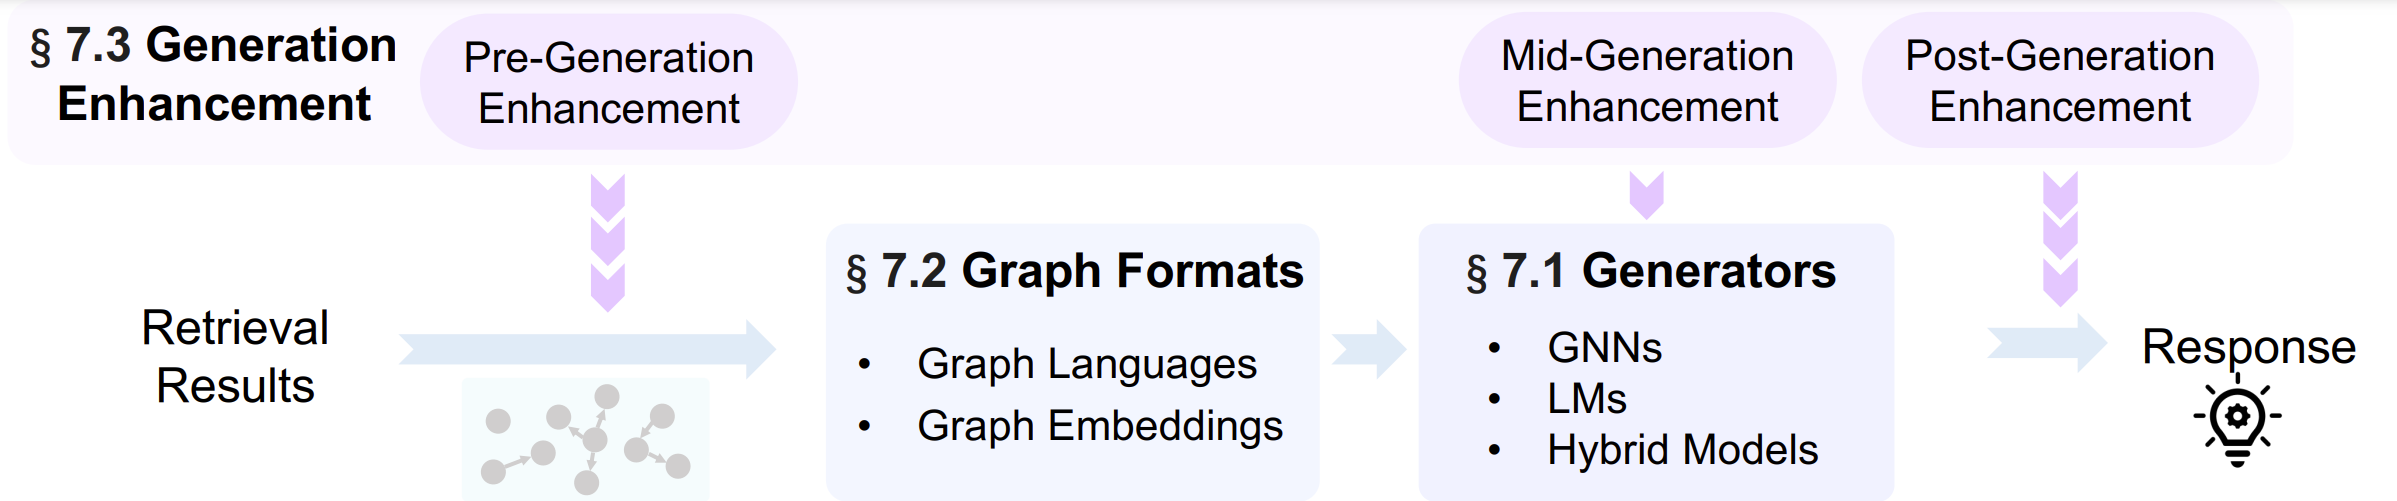 § 7.3 Generation
Enhancement
Pre-Generation
Enhancement
Mid-Generation
Enhancement
Post-Generation
Enhancement
Retrieval
Results
§ 7.2 Graph Formats
• Graph Languages
• Graph Embeddings
§ 7.1 Generators
• GNNs
• LMs
• Hybrid Models
Response